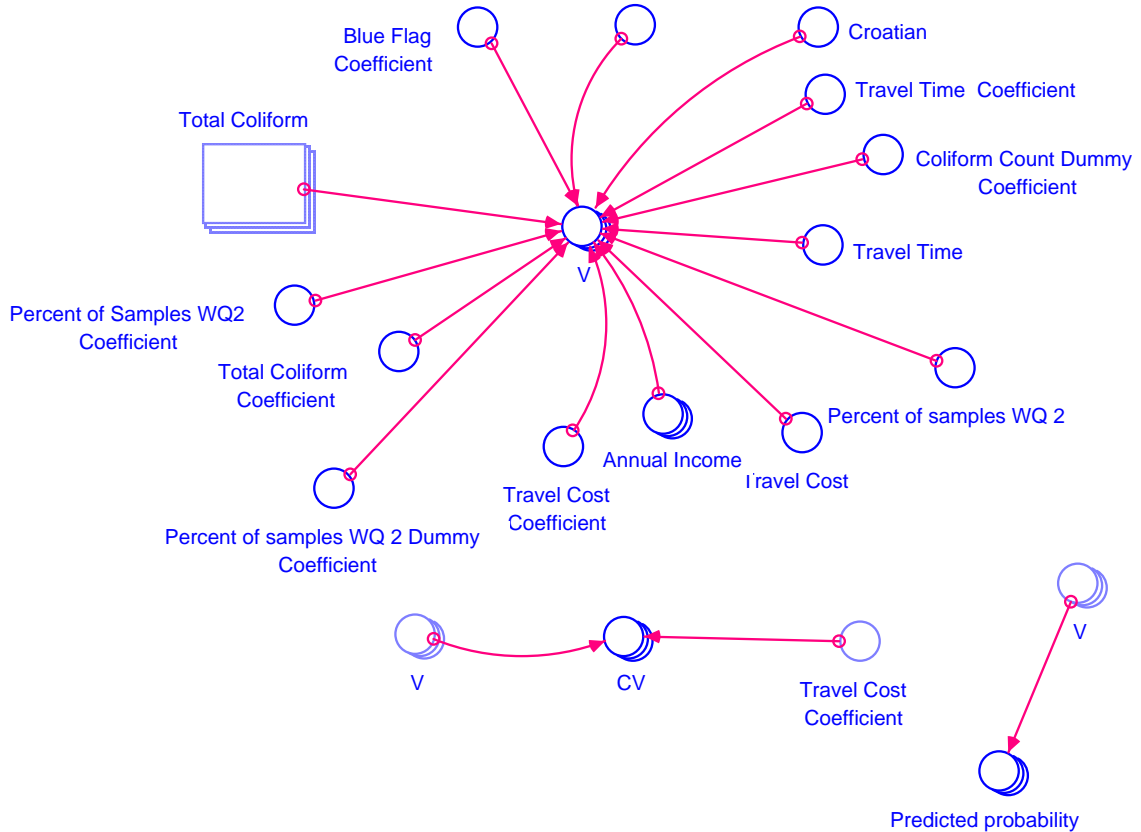 Blue Flag
Coefficient
Croatian
Travel Time Coefficient
Total Coliform
Coliform Count Dummy
Coefficient
V
Travel Time
Percent of Samples WQ2
Coefficient
Total Coliform
Coefficient
Percent of samples WQ 2
Annual Income
Travel Cost
Travel Cost
Coefficient
Percent of samples WQ 2 Dummy
Coefficient
V
CV
Travel Cost
Coefficient
V
Predicted probability